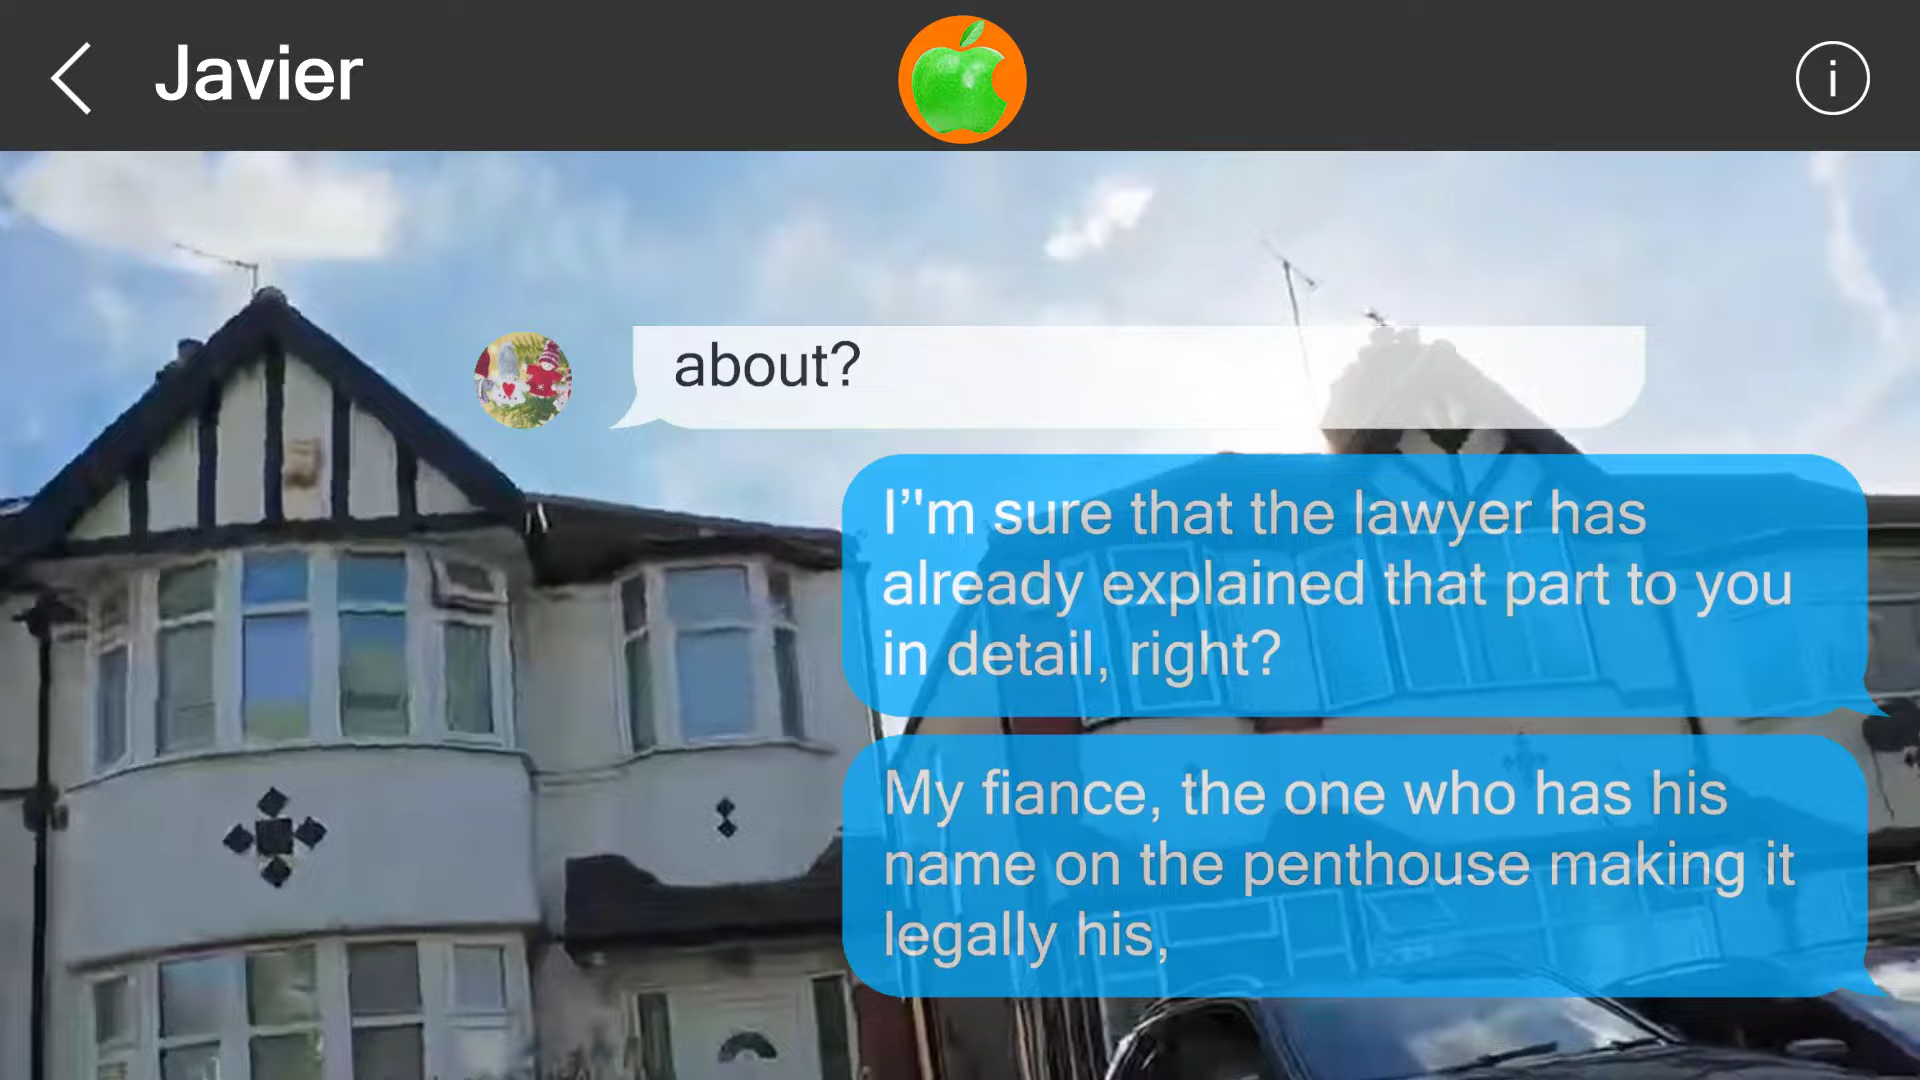 Javier
i
about?
I’'m sure that the lawyer has
already explained that part to you
in detail, right?
My fiance, the one who has his
name on the penthouse making it
legally his,